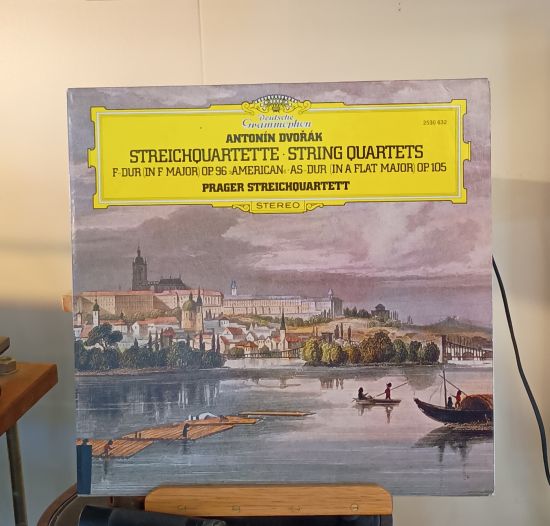 deutsche
Grammophon
ANTONÍN DVOŘÁK
2530 632
STREICHQUARTETTE · STRING QUARTETS
F-DUR (IN F MAJOR) OP 96 »AMERICAN« · AS-DUR (IN A FLAT MAJOR) OP 105
PRAGER STREICHQUARTETT
STEREO